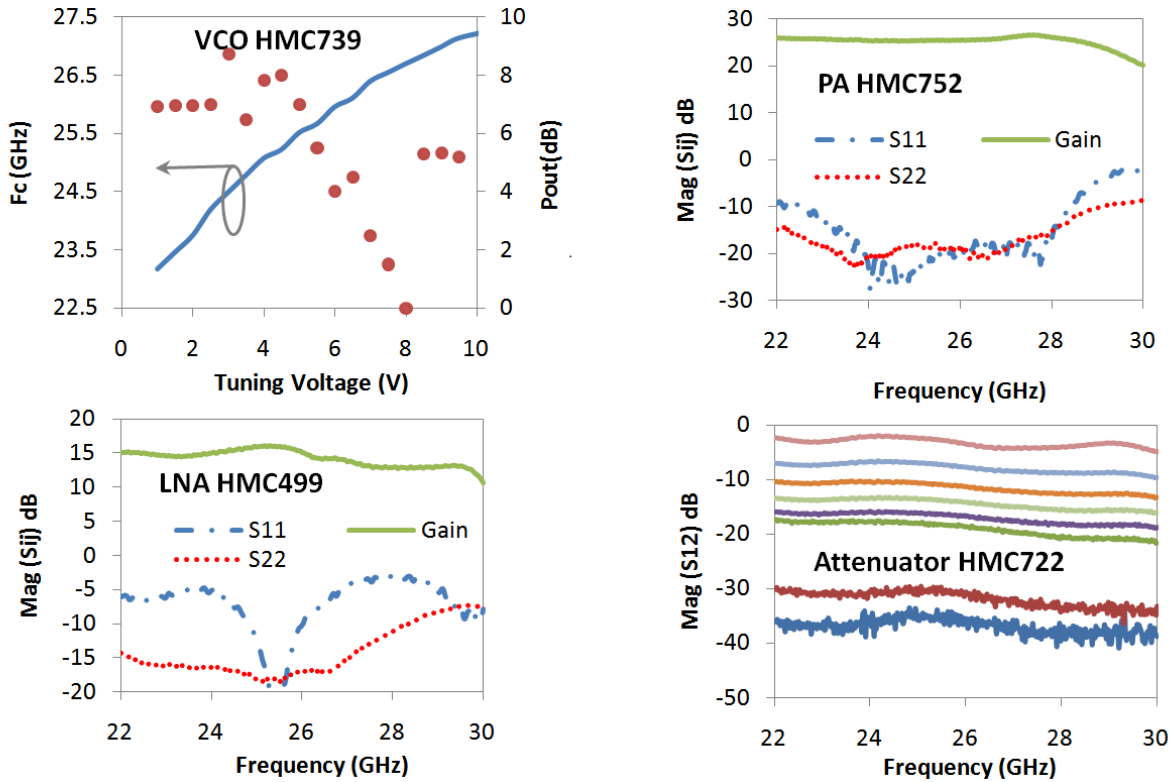 VCO HMC739
Fc (GHz)
27.5
26.5
25.5
24.5
23.5
22.5
10
8
6
4
2
0
Pout(dB)
0 2 4 6 8 10
Tuning Voltage (V)
PA HMC752
Mag (Sij) dB
30
20
10
0
-10
-20
-30
S11
Gain
S22
22 24 26 28 30
Frequency (GHz)
LNA HMC499
Mag (Sij) dB
20
15
10
5
0
-5
-10
-15
-20
S11
Gain
S22
22 24 26 28 30
Frequency (GHz)
Attenuator HMC722
Mag (S12) dB
0
-10
-20
-30
-40
-50
22 24 26 28 30
Frequency (GHz)